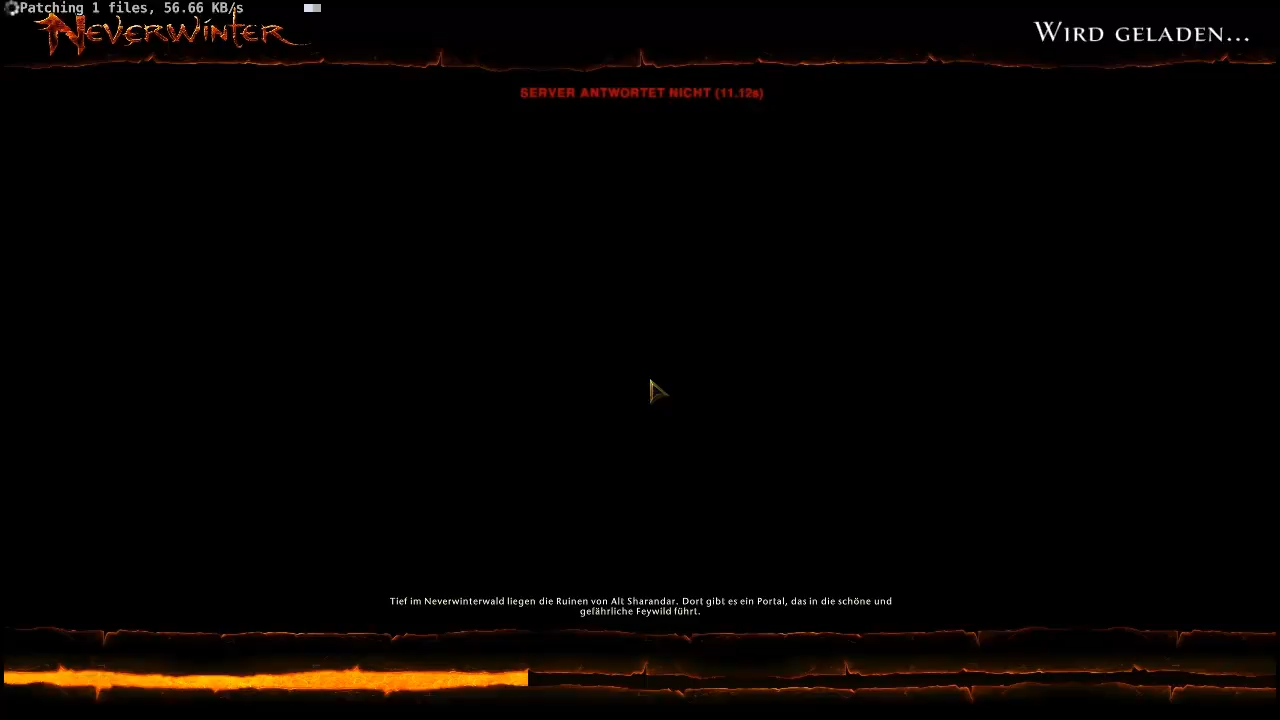 Patching 1 files, 56.66 KB/s
NEVERWINTER
WIRD GELADEN...
SERVER ANTWORTET NICHT (11.12s)
Tief im Neverwinterwald liegen die Ruinen von Alt Sharandar. Dort gibt es ein Portal, das in die schöne und
gefährliche Feywild führt.